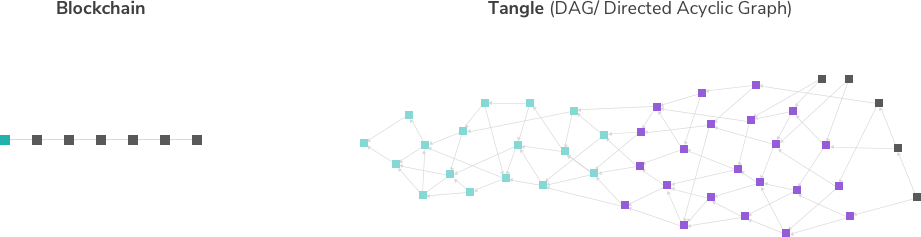 Blockchain
Tangle (DAG/ Directed Acyclic Graph)